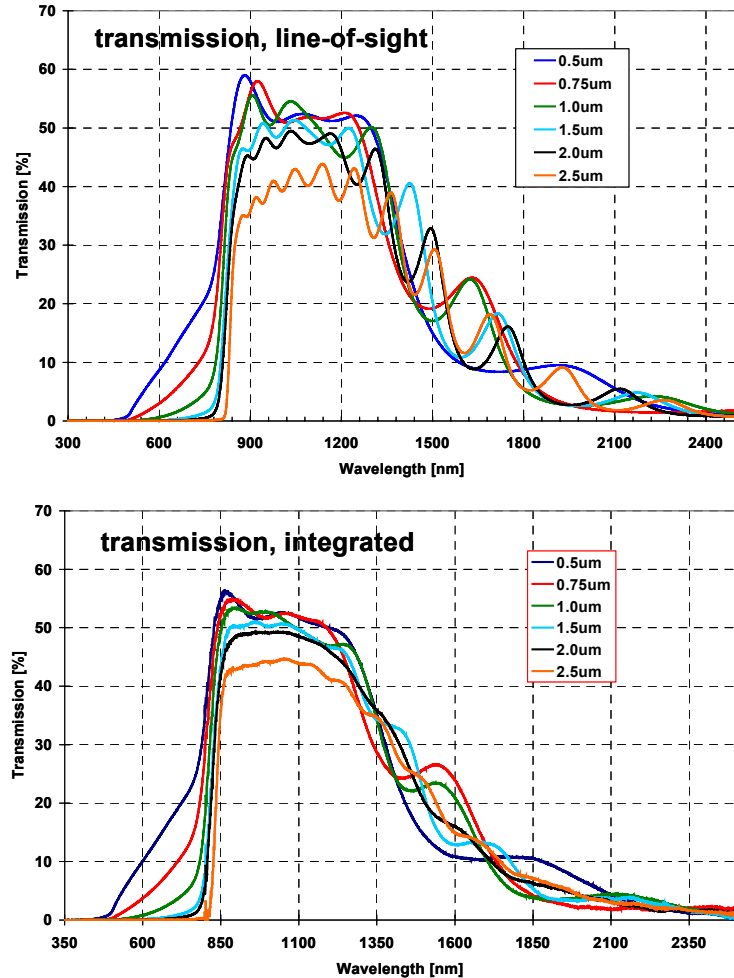 transmission, line-of-sight
70
60
50
40
30
20
10
0
Transmission [%]
300 600 900 1200 1500 1800 2100 2400
Wavelength [nm]
0.5um
0.75um
1.0um
1.5um
2.0um
2.5um
transmission, integrated
70
60
50
40
30
20
10
0
Transmission [%]
350 600 850 1100 1350 1600 1850 2100 2350
Wavelength [nm]
0.5um
0.75um
1.0um
1.5um
2.0um
2.5um